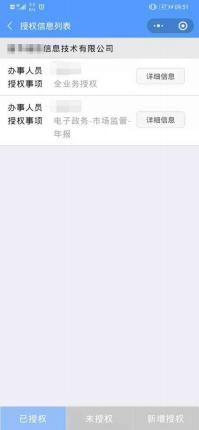 09:51
授权信息列表
信息技术有限公司
办事人员
授权事项 全业务授权
详细信息
办事人员
授权事项 电子政务-市场监管-
年报
详细信息
已授权 未授权 新增授权